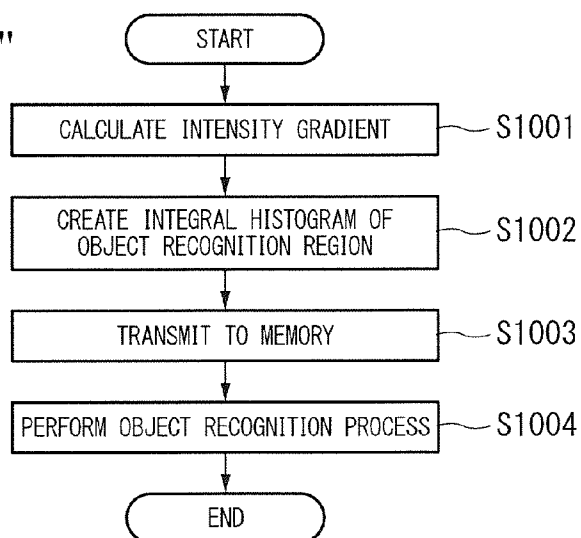 "
START
CALCULATE INTENSITY GRADIENT
S1001
CREATE INTEGRAL HISTOGRAM OF
OBJECT RECOGNITION REGION
S1002
TRANSMIT TO MEMORY
S1003
PERFORM OBJECT RECOGNITION PROCESS
S1004
END